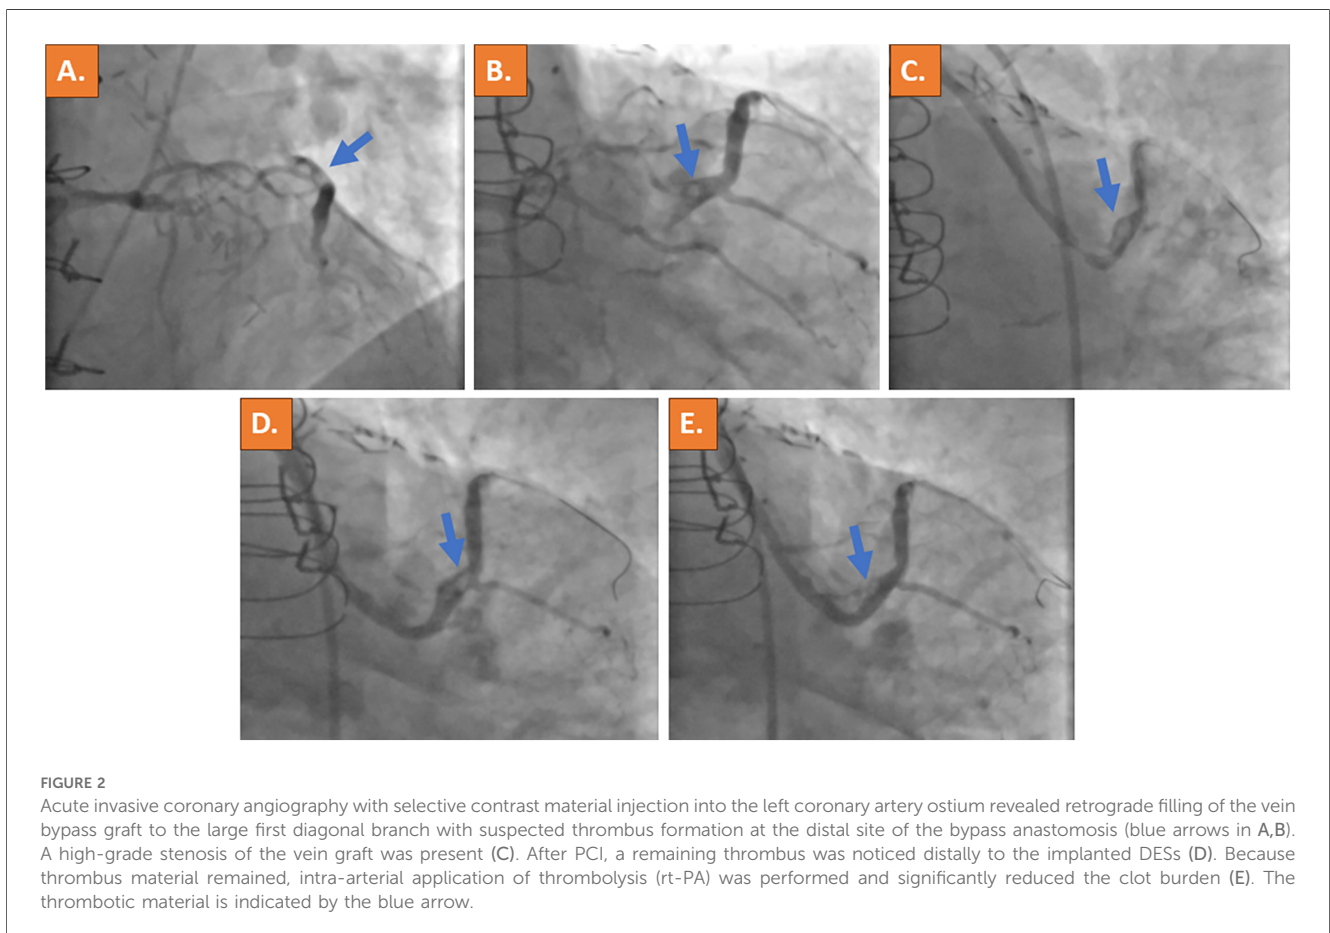 A.
B.
C.
D.
E.
FIGURE 2
Acute invasive coronary angiography with selective contrast material injection into the left coronary artery ostium revealed retrograde filling of the vein
bypass graft to the large first diagonal branch with suspected thrombus formation at the distal site of the bypass anastomosis (blue arrows in A,B).
A high-grade stenosis of the vein graft was present (C). After PCI, a remaining thrombus was noticed distally to the implanted DESs (D). Because
thrombus material remained, intra-arterial application of thrombolysis (rt-PA) was performed and significantly reduced the clot burden (E). The
thrombotic material is indicated by the blue arrow.